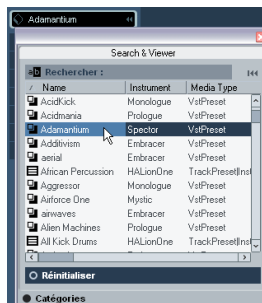 Adamantium
Search & Viewer
Rechercher :
Name Instrument Media Type
AcidKick Monologue VstPreset
Acidmania Prologue VstPreset
Adamantium Spector VstPreset
Additivism Embracer VstPreset
aerial Embracer VstPreset
African Percussion HALionOne TrackPreset|Inst
Aggressor Monologue VstPreset
Airforce One Mystic VstPreset
airwaves Embracer VstPreset
Alien Machines Prologue VstPreset
All Kick Drums HALionOne TrackPreset|Inst
Réinitialiser
Catégories